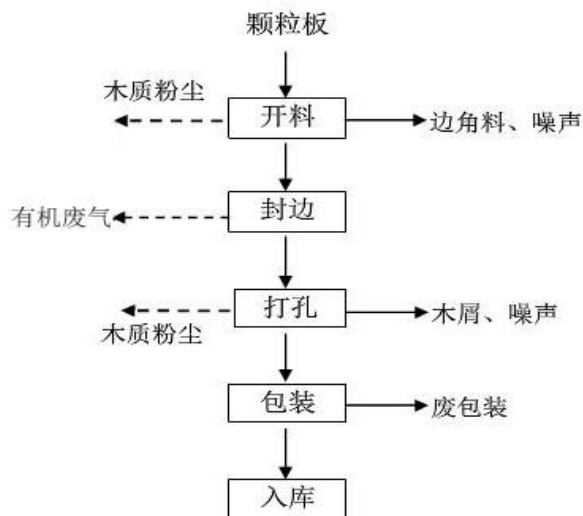 颗粒板
木质粉尘
开料
边角料、噪声
有机废气
封边
打孔
木屑、噪声
木质粉尘
包装
废包装
入库